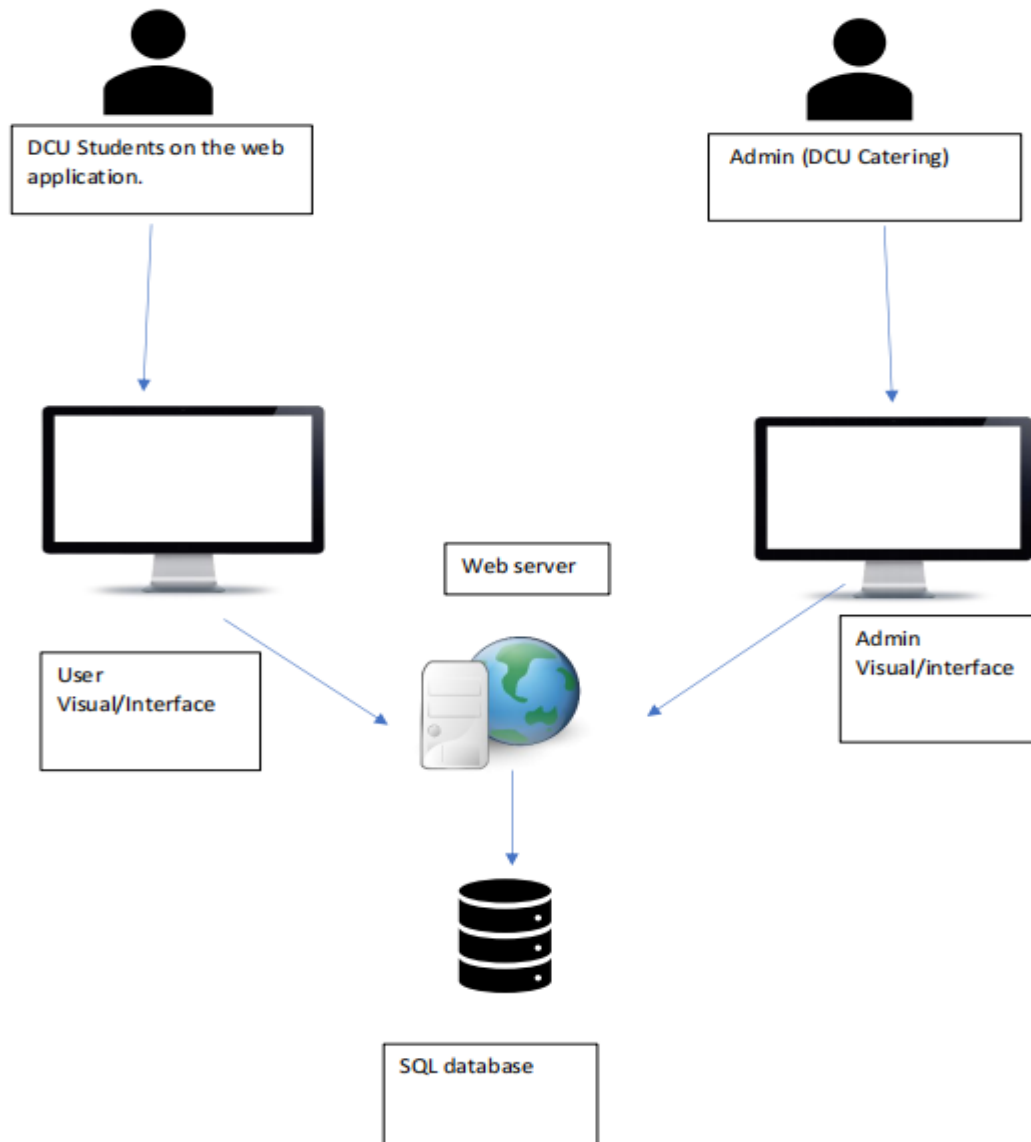 DCU Students on the web
application.
Admin (DCU Catering)
Web server
User
Visual/Interface
Admin
Visual/interface
SQL database